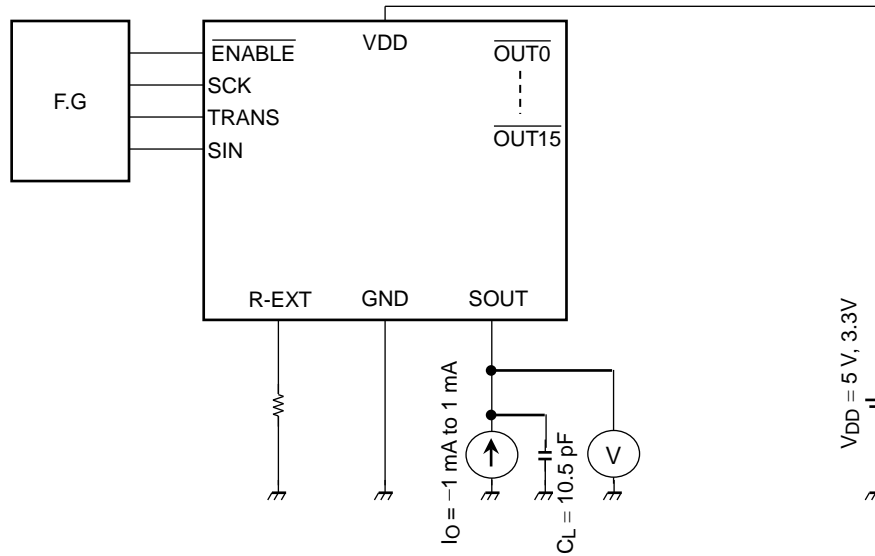 F.G
ENABLE
SCK
TRANS
SIN
VDD
OUT0
OUT15
R-EXT
GND
SOUT
IO = −1 mA to 1 mA
CL = 10.5 pF
V
VDD = 5 V, 3.3V